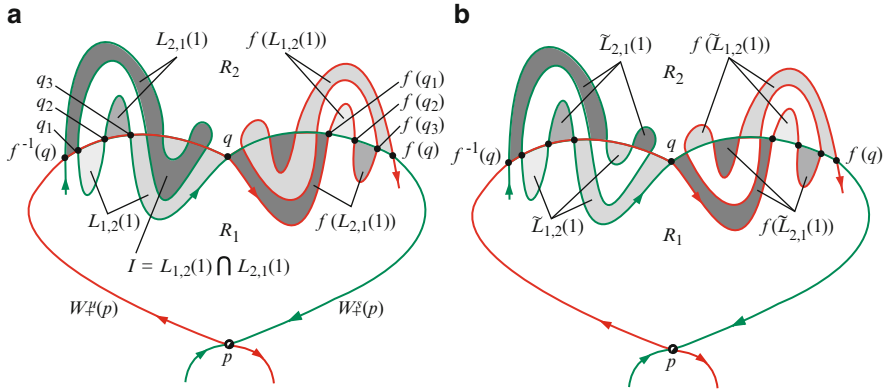 a
b
L₂,₁(1)
f (L₁,₂(1))
R₂
q₃
q₂
q₁
f⁻¹(q)
q
f (q₁)
f (q₂)
f (q₃)
f (q)
L₁,₂(1)
f (L₂,₁(1))
R₁
I = L₁,₂(1) ⋂ L₂,₁(1)
Wᵘ₊(p)
Wˢ₊(p)
p
L̃₂,₁(1)
f (L̃₁,₂(1))
R₂
f⁻¹(q)
q
f (q)
L̃₁,₂(1)
f(L̃₂,₁(1))
R₁
p